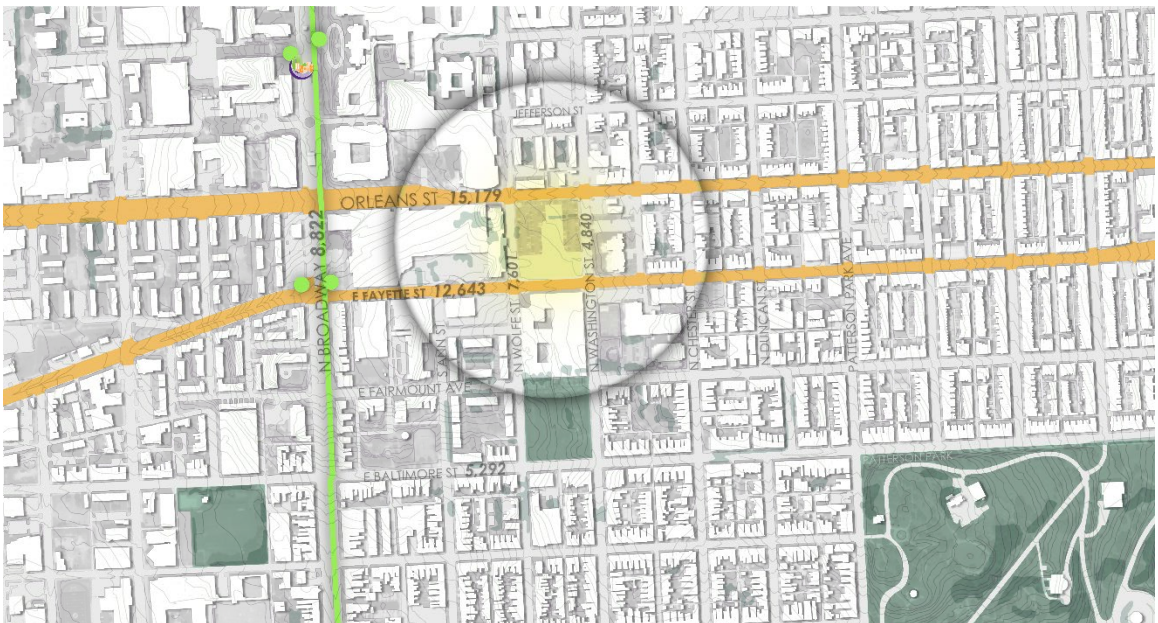 JEFFERSON ST
ORLEANS ST 15,179
N BROADWAY 8,822
N WOLFE ST 7,601
N WASHINGTON ST 4,840
E FAYETTE ST 12,643
S ANN ST
N CHESTER ST
N DUNCAN ST
PATTERSON PARK AVE
E FAIRMOUNT AVE
E BALTIMORE ST 5,292
PATTERSON PARK